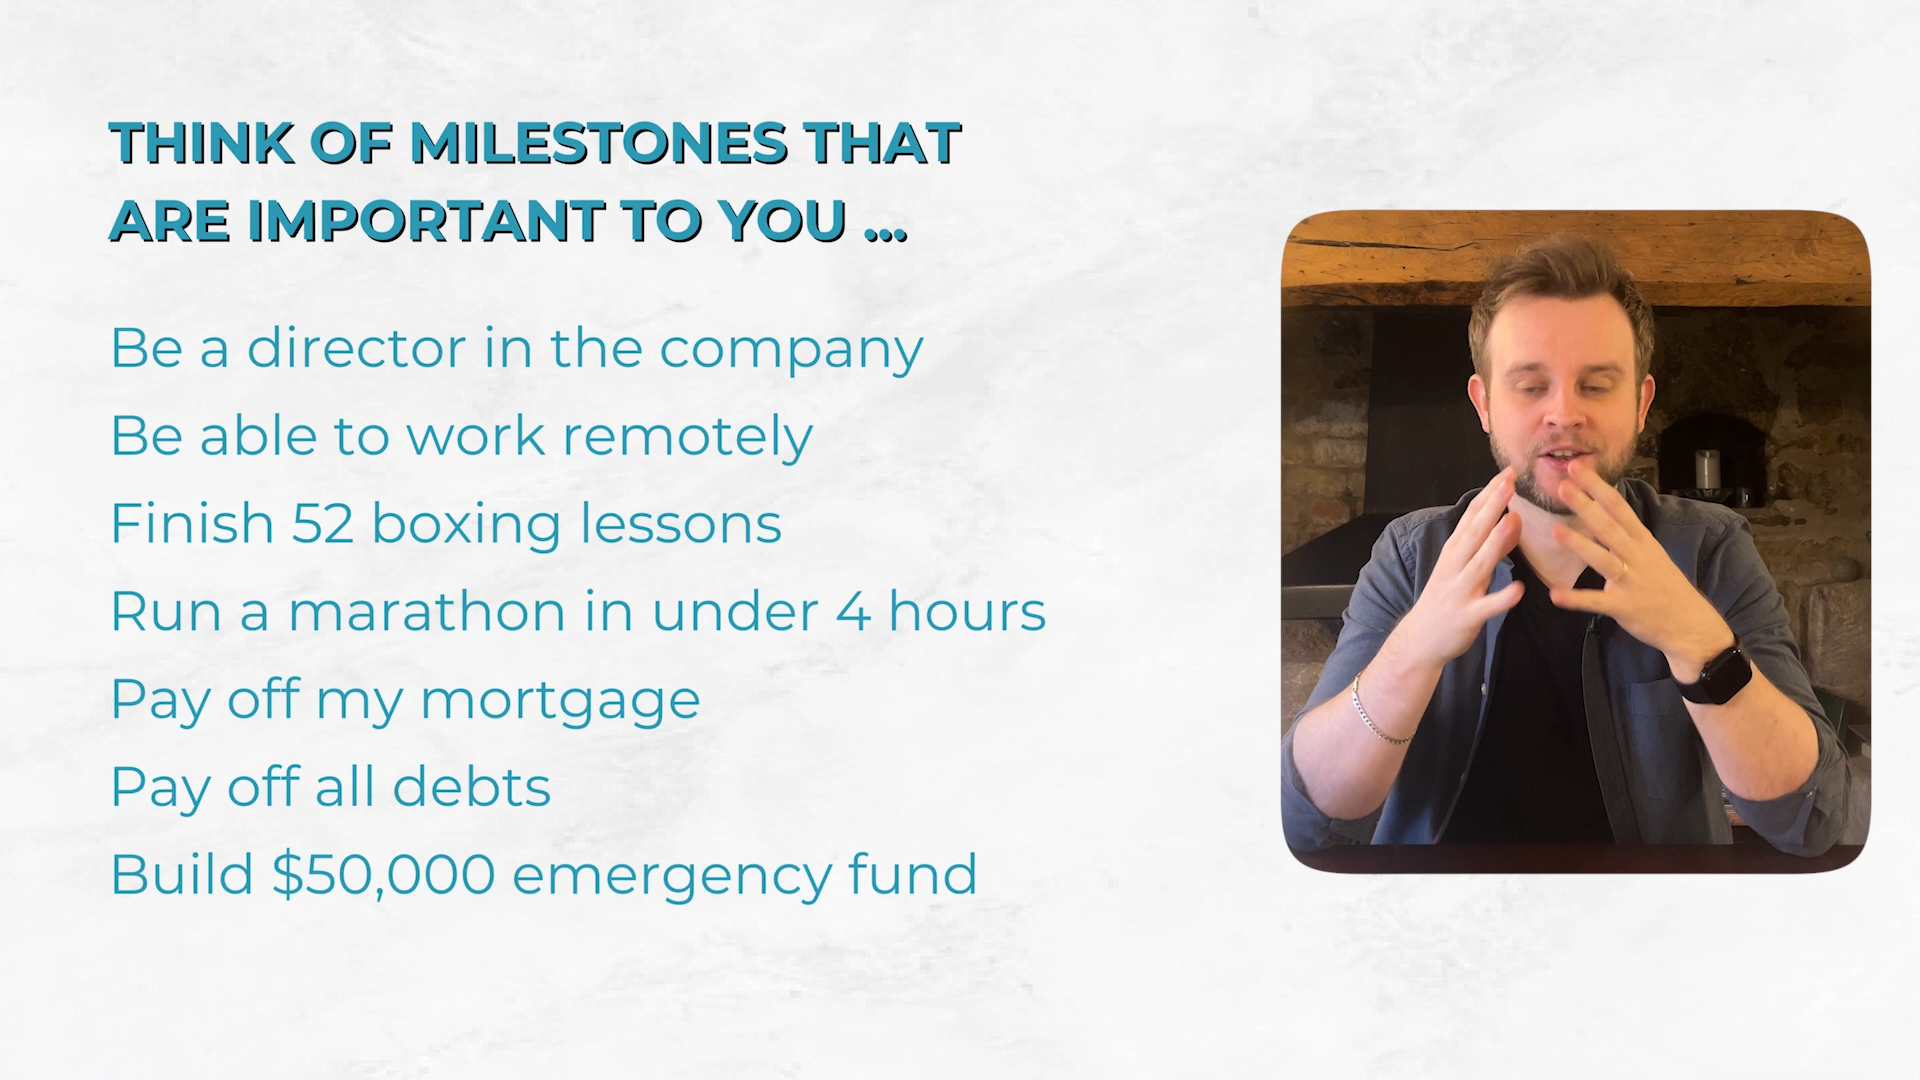 THINK OF MILESTONES THAT
ARE IMPORTANT TO YOU ...
Be a director in the company
Be able to work remotely
Finish 52 boxing lessons
Run a marathon in under 4 hours
Pay off my mortgage
Pay off all debts
Build $50,000 emergency fund